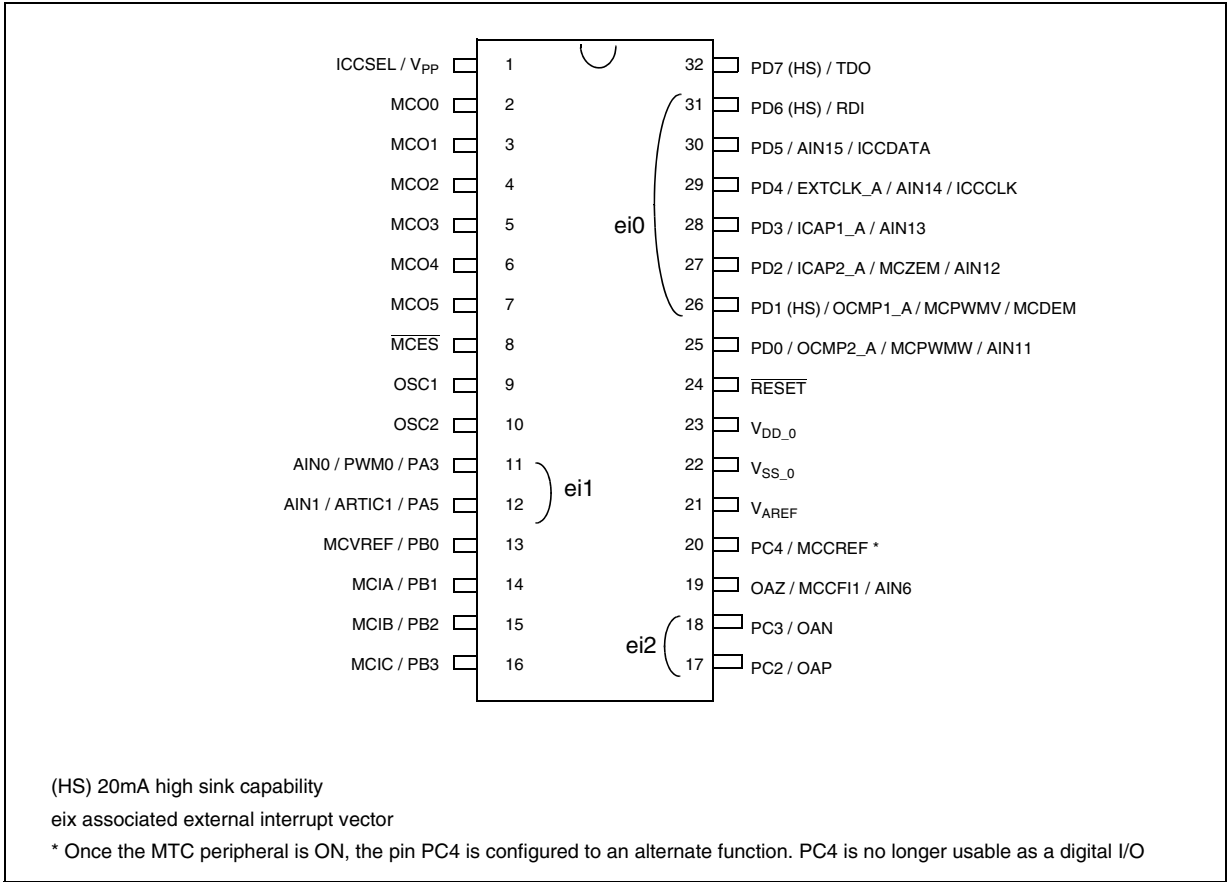 ICCSEL / VPP 1 32 PD7 (HS) / TDO
MCO0 2 31 PD6 (HS) / RDI
MCO1 3 30 PD5 / AIN15 / ICCDATA
MCO2 4 29 PD4 / EXTCLK_A / AIN14 / ICCCLK
MCO3 5 ei0 28 PD3 / ICAP1_A / AIN13
MCO4 6 27 PD2 / ICAP2_A / MCZEM / AIN12
MCO5 7 26 PD1 (HS) / OCMP1_A / MCPWMV / MCDEM
MCES 8 25 PD0 / OCMP2_A / MCPWMW / AIN11
OSC1 9 24 RESET
OSC2 10 23 VDD_0
AIN0 / PWM0 / PA3 11 22 VSS_0
ei1
AIN1 / ARTIC1 / PA5 12 21 VAREF
MCVREF / PB0 13 20 PC4 / MCCREF *
MCIA / PB1 14 19 OAZ / MCCFI1 / AIN6
MCIB / PB2 15 18 PC3 / OAN
ei2
MCIC / PB3 16 17 PC2 / OAP
(HS) 20mA high sink capability
eix associated external interrupt vector
* Once the MTC peripheral is ON, the pin PC4 is configured to an alternate function. PC4 is no longer usable as a digital I/O